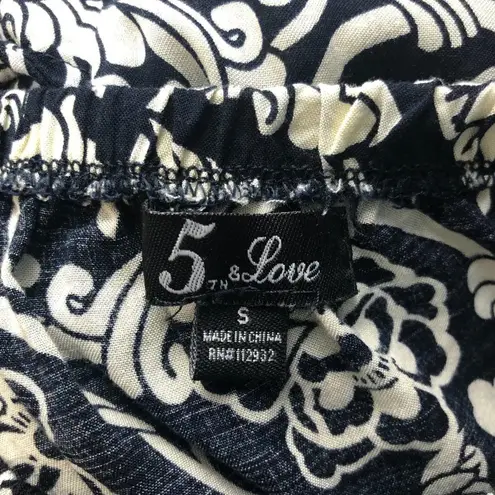 5TH & Love
S
MADE IN CHINA
RN# 112932